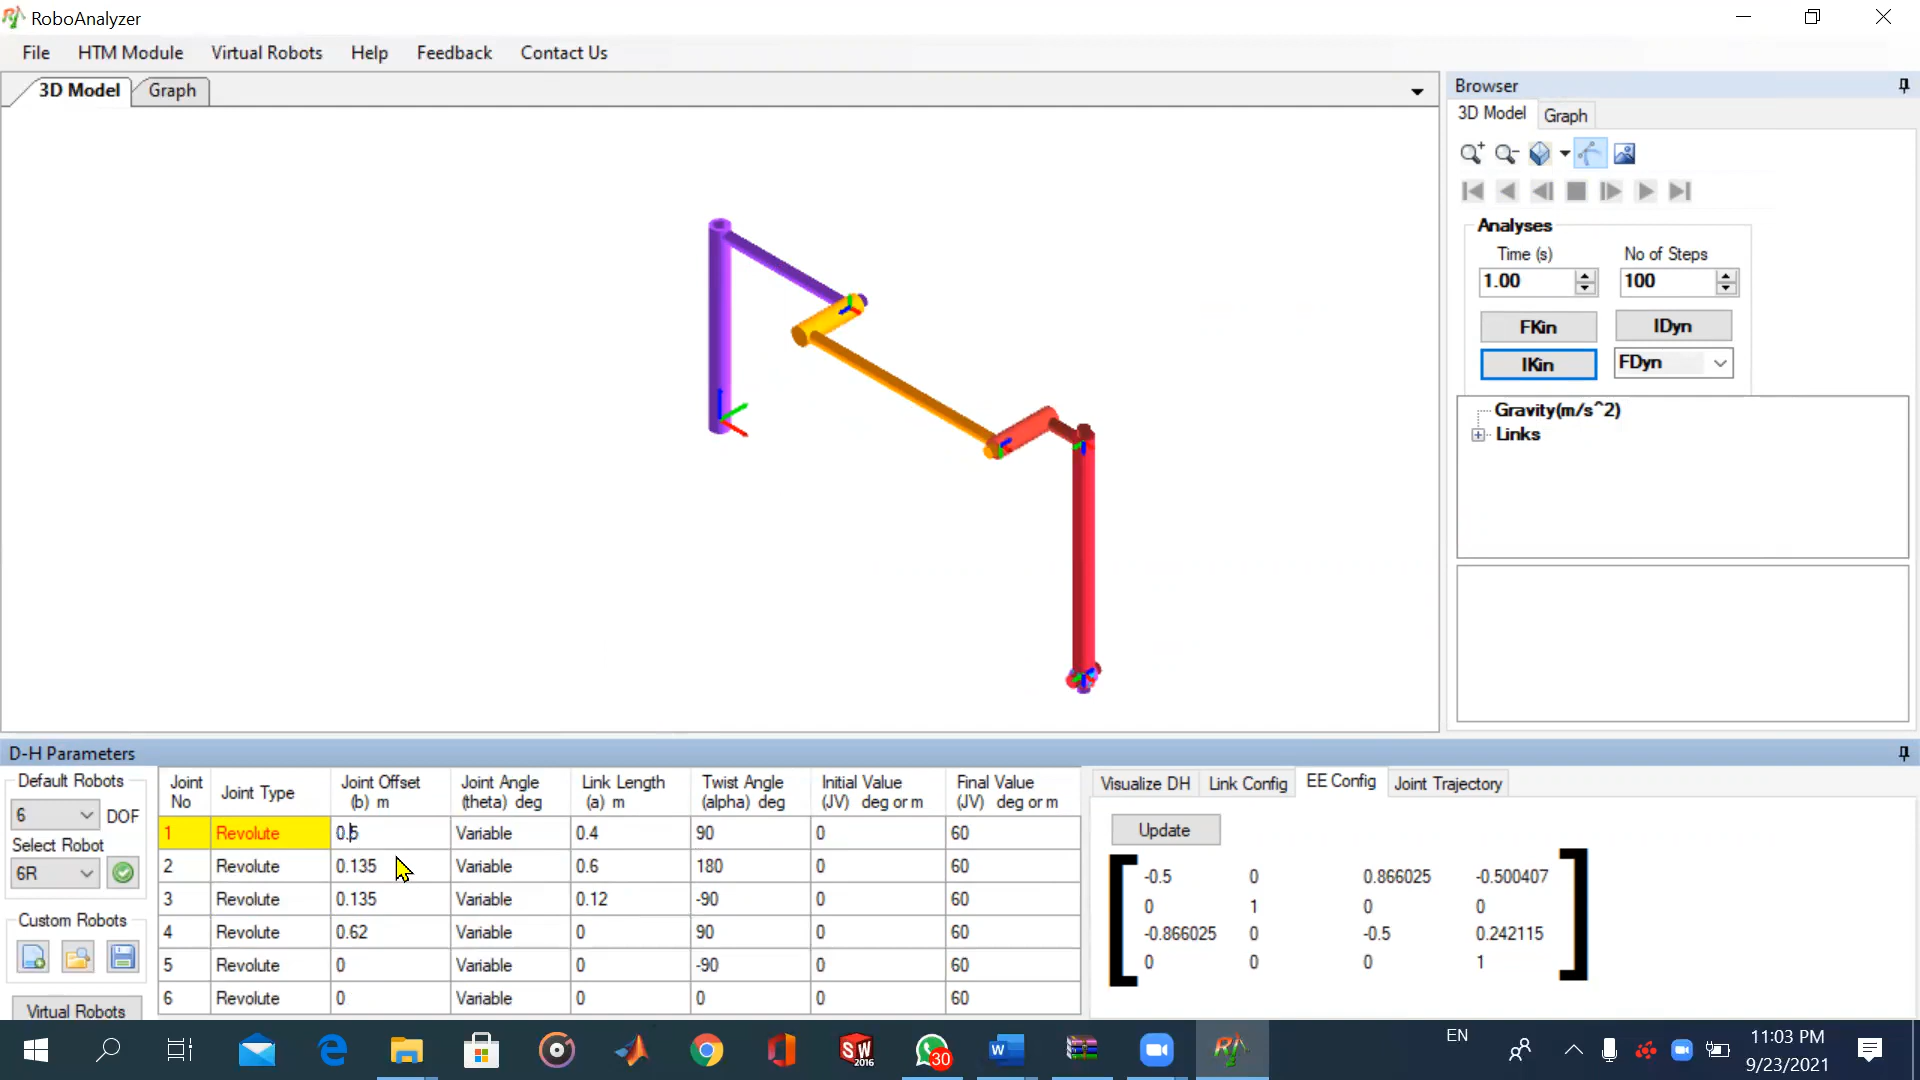 RoboAnalyzer
File HTM Module Virtual Robots Help Feedback Contact Us
3D Model Graph
Browser
3D Model Graph
Analyses
Time (s) No of Steps
1.00 100
FKin IDyn
IKin FDyn
Gravity(m/s^2)
Links
D-H Parameters
Default Robots
6 DOF
Select Robot
6R
Custom Robots
Virtual Robots
Joint No Joint Type Joint Offset (b) m Joint Angle (theta) deg Link Length (a) m Twist Angle (alpha) deg Initial Value (JV) deg or m Final Value (JV) deg or m
1 Revolute 0.5 Variable 0.4 90 0 60
2 Revolute 0.135 Variable 0.6 180 0 60
3 Revolute 0.135 Variable 0.12 -90 0 60
4 Revolute 0.62 Variable 0 90 0 60
5 Revolute 0 Variable 0 -90 0 60
6 Revolute 0 Variable 0 0 0 60
Visualize DH Link Config EE Config Joint Trajectory
Update
-0.5 0 0.866025 -0.500407
0 1 0 0
-0.866025 0 -0.5 0.242115
0 0 0 1
SW 2016
30
W
EN
11:03 PM
9/23/2021